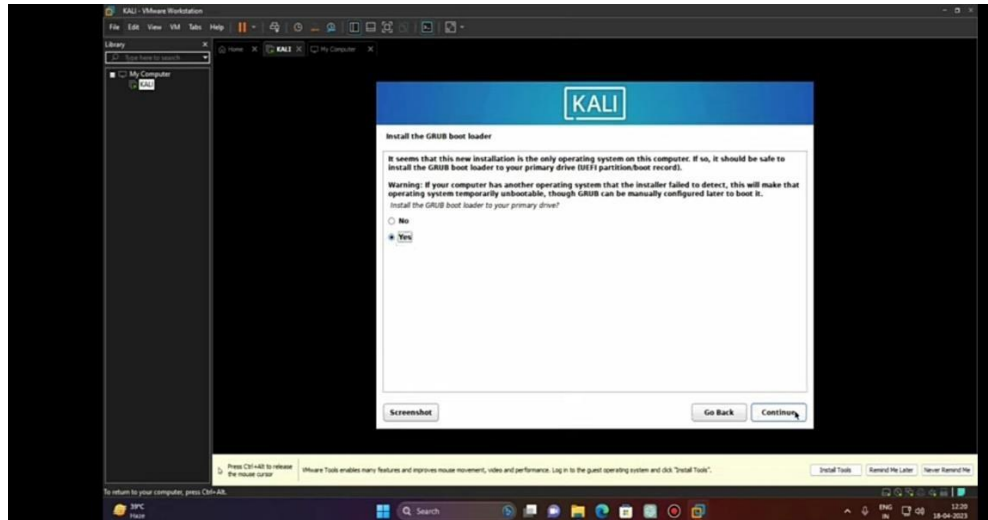 KALI - VMware Workstation
File Edit View VM Tabs Help
Library
Type here to search
Home KALI My Computer
My Computer
KALI
KALI
Install the GRUB boot loader
It seems that this new installation is the only operating system on this computer. If so, it should be safe to
install the GRUB boot loader to your primary drive (UEFI partition/boot record).
Warning: If your computer has another operating system that the installer failed to detect, this will make that
operating system temporarily unbootable, though GRUB can be manually configured later to boot it.
Install the GRUB boot loader to your primary drive?
No
Yes
Screenshot Go Back Continue
Press Ctrl+Alt to release
the mouse cursor
VMware Tools enables many features and improves mouse movement, video and performance. Log in to the guest operating system and click "Install Tools".
Install Tools Remind Me Later Never Remind Me
To return to your computer, press Ctrl+Alt.
39°C
Haze
Search
ENG
IN
12:20
18-04-2023